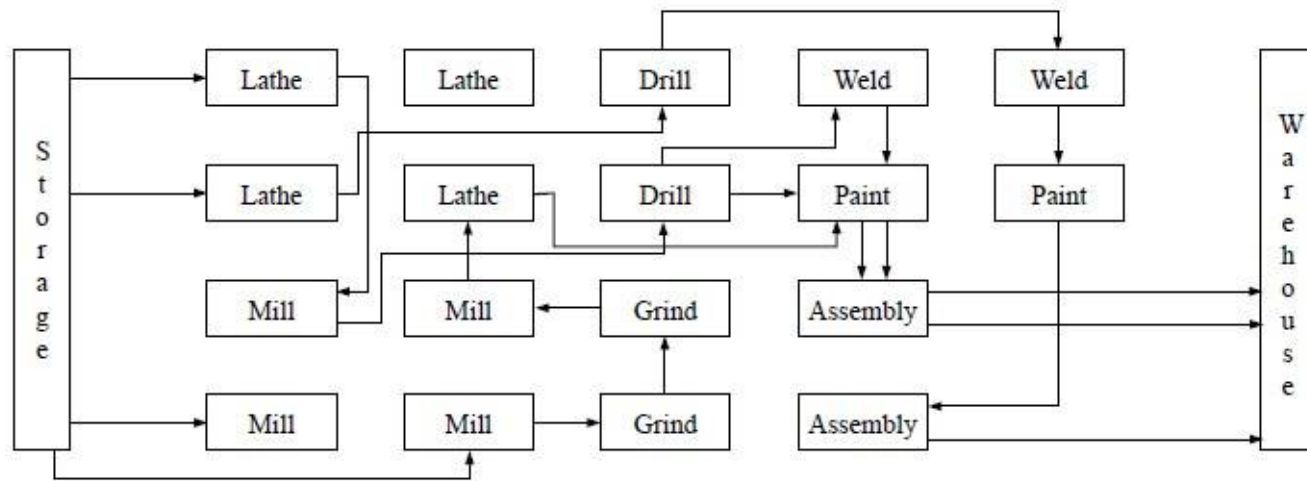 Storage
Lathe
Lathe
Drill
Weld
Weld
Warehouse
Lathe
Lathe
Drill
Paint
Paint
Mill
Mill
Grind
Assembly
Mill
Mill
Grind
Assembly